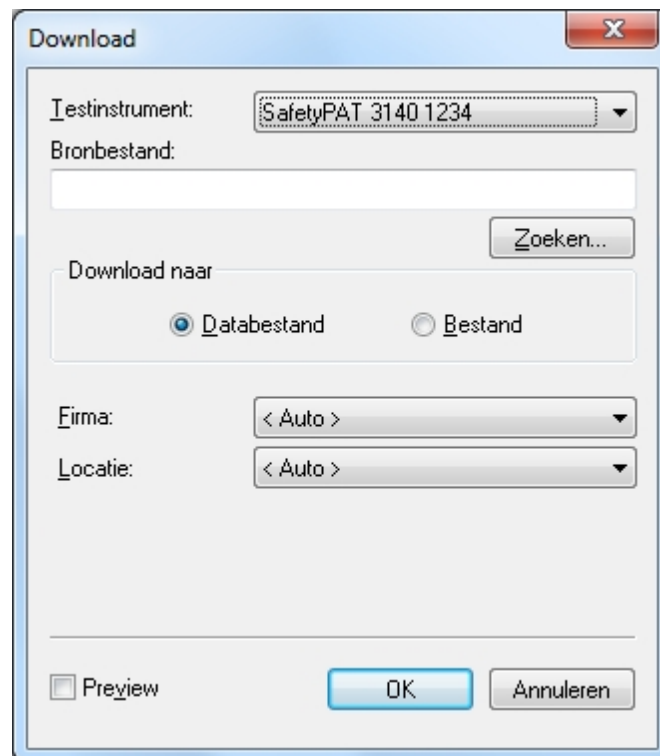 Download
Testinstrument: SafetyPAT 3140 1234
Bronbestand:
Zoeken...
Download naar
Databestand Bestand
Firma: < Auto >
Locatie: < Auto >
Preview OK Annuleren